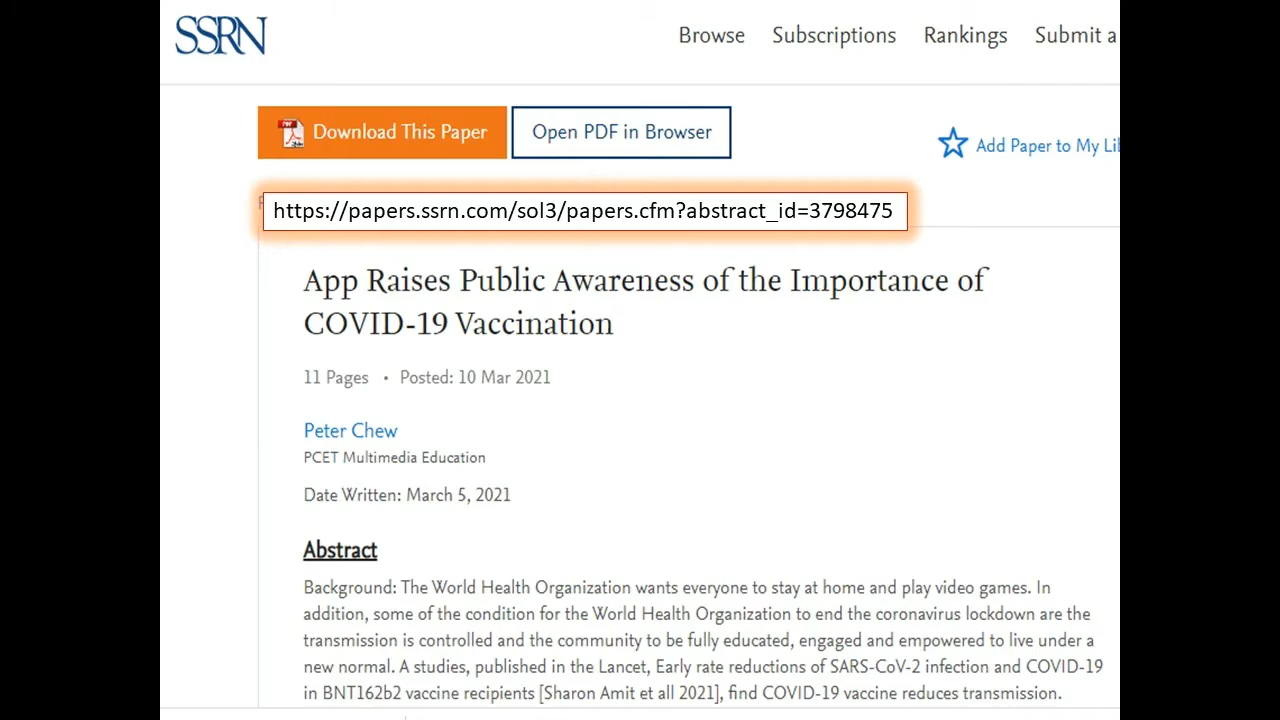 SSRN
Browse Subscriptions Rankings Submit a
Download This Paper
Open PDF in Browser
Add Paper to My Li
https://papers.ssrn.com/sol3/papers.cfm?abstract_id=3798475
App Raises Public Awareness of the Importance of
COVID-19 Vaccination
11 Pages • Posted: 10 Mar 2021
Peter Chew
PCET Multimedia Education
Date Written: March 5, 2021
Abstract
Background: The World Health Organization wants everyone to stay at home and play video games. In
addition, some of the condition for the World Health Organization to end the coronavirus lockdown are the
transmission is controlled and the community to be fully educated, engaged and empowered to live under a
new normal. A studies, published in the Lancet, Early rate reductions of SARS-CoV-2 infection and COVID-19
in BNT162b2 vaccine recipients [Sharon Amit et all 2021], find COVID-19 vaccine reduces transmission.